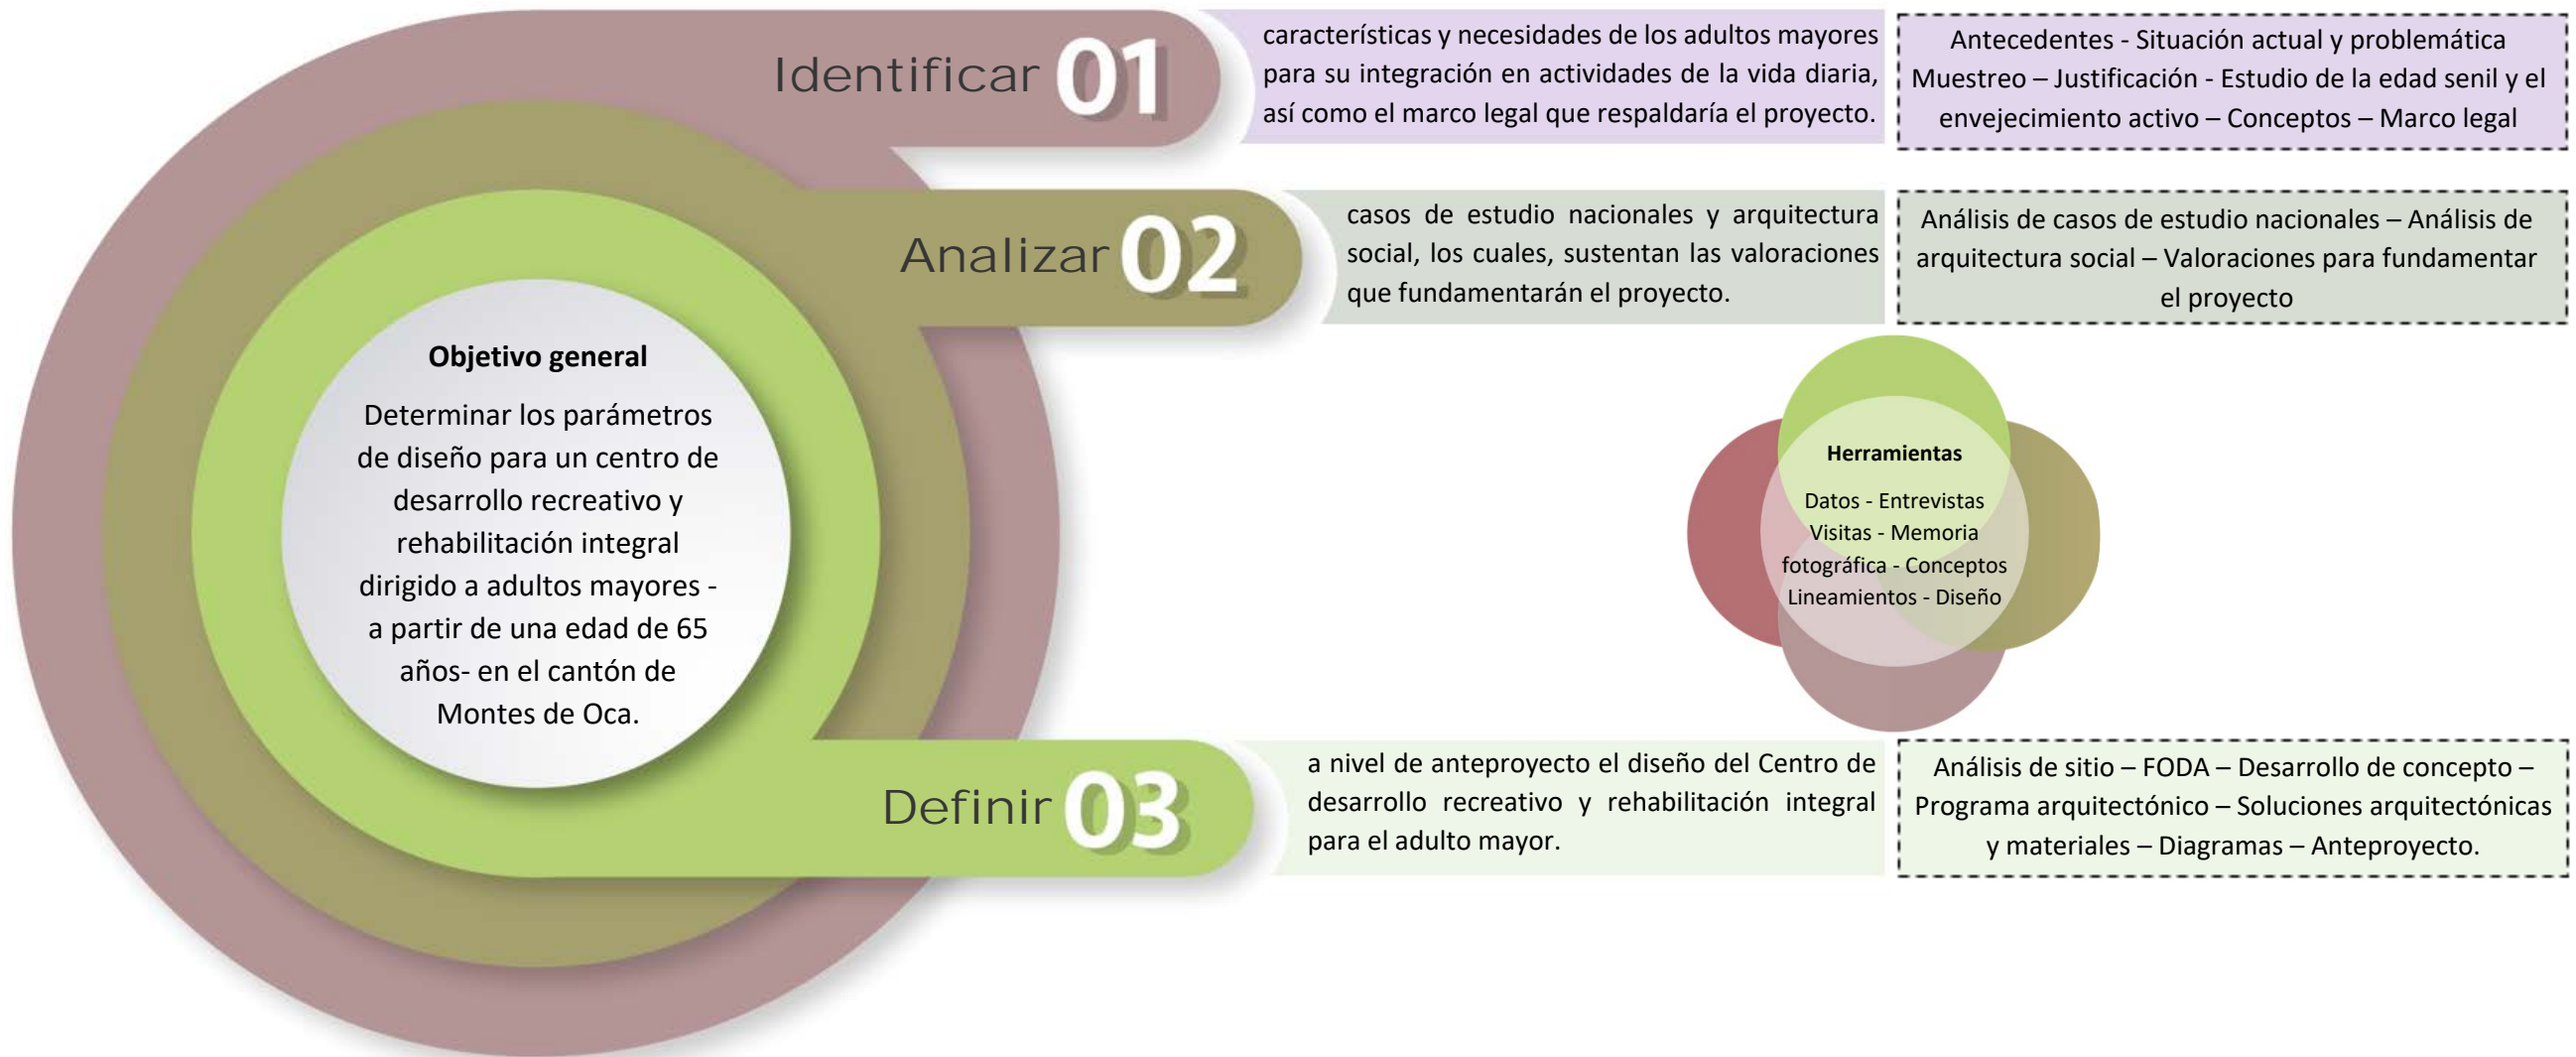 Identificar 01
características y necesidades de los adultos mayores
para su integración en actividades de la vida diaria,
así como el marco legal que respaldaría el proyecto.
Antecedentes - Situación actual y problemática
Muestreo – Justificación - Estudio de la edad senil y el
envejecimiento activo – Conceptos – Marco legal
Analizar 02
casos de estudio nacionales y arquitectura
social, los cuales, sustentan las valoraciones
que fundamentarán el proyecto.
Análisis de casos de estudio nacionales – Análisis de
arquitectura social – Valoraciones para fundamentar
el proyecto
Objetivo general
Determinar los parámetros
de diseño para un centro de
desarrollo recreativo y
rehabilitación integral
dirigido a adultos mayores -
a partir de una edad de 65
años- en el cantón de
Montes de Oca.
Herramientas
Datos - Entrevistas
Visitas - Memoria
fotográfica - Conceptos
Lineamientos - Diseño
Definir 03
a nivel de anteproyecto el diseño del Centro de
desarrollo recreativo y rehabilitación integral
para el adulto mayor.
Análisis de sitio – FODA – Desarrollo de concepto –
Programa arquitectónico – Soluciones arquitectónicas
y materiales – Diagramas – Anteproyecto.